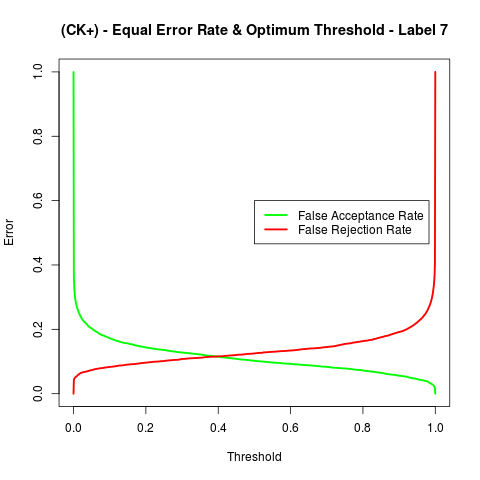 (CK+) - Equal Error Rate & Optimum Threshold - Label 7
Error
1.0
0.8
0.6
0.4
0.2
0.0
False Acceptance Rate
False Rejection Rate
0.0 0.2 0.4 0.6 0.8 1.0
Threshold